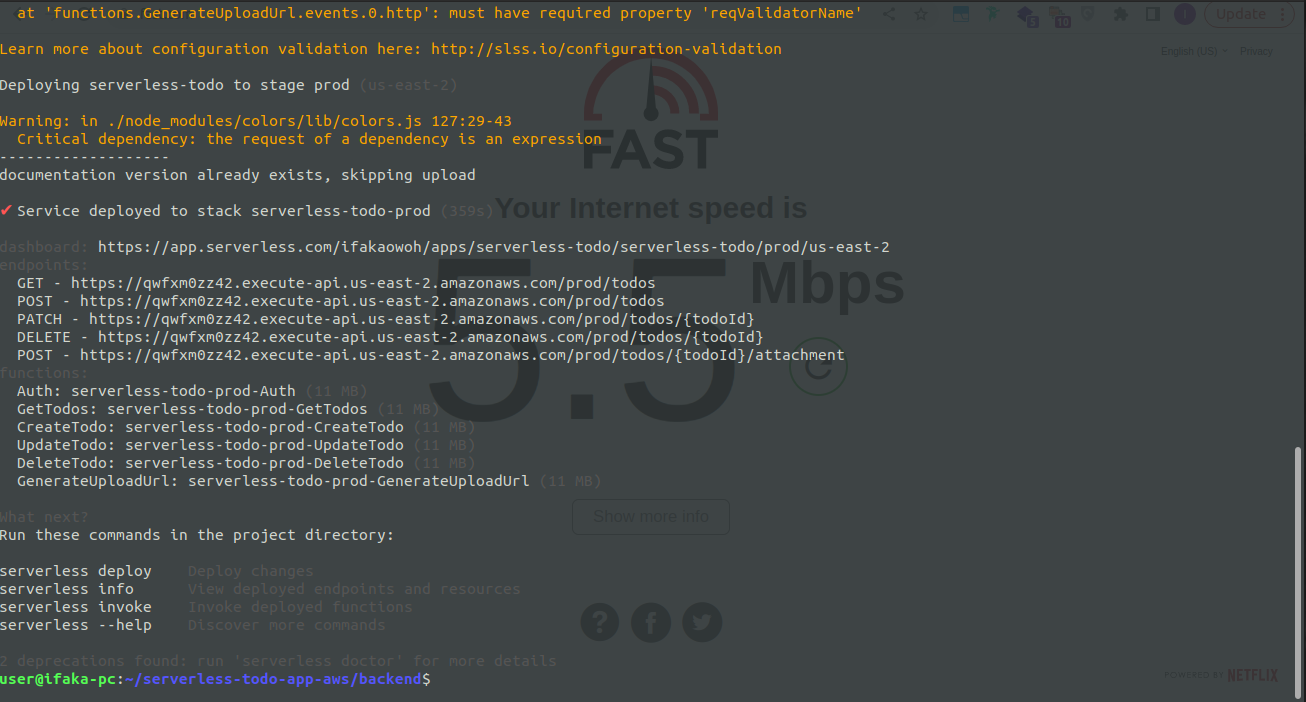 at 'functions.GenerateUploadUrl.events.0.http': must have required property 'reqValidatorName'
Update
Learn more about configuration validation here: http://slss.io/configuration-validation
English (US) Privacy
Deploying serverless-todo to stage prod (us-east-2)
Warning: in ./node_modules/colors/lib/colors.js 127:29-43
Critical dependency: the request of a dependency is an expression
FAST
-------------------
documentation version already exists, skipping upload
✔ Service deployed to stack serverless-todo-prod (359s)
Your Internet speed is
dashboard: https://app.serverless.com/ifakaowoh/apps/serverless-todo/serverless-todo/prod/us-east-2
endpoints:
5.5 Mbps
GET - https://qwfxm0zz42.execute-api.us-east-2.amazonaws.com/prod/todos
POST - https://qwfxm0zz42.execute-api.us-east-2.amazonaws.com/prod/todos
PATCH - https://qwfxm0zz42.execute-api.us-east-2.amazonaws.com/prod/todos/{todoId}
DELETE - https://qwfxm0zz42.execute-api.us-east-2.amazonaws.com/prod/todos/{todoId}
POST - https://qwfxm0zz42.execute-api.us-east-2.amazonaws.com/prod/todos/{todoId}/attachment
functions:
Auth: serverless-todo-prod-Auth (11 MB)
GetTodos: serverless-todo-prod-GetTodos (11 MB)
CreateTodo: serverless-todo-prod-CreateTodo (11 MB)
UpdateTodo: serverless-todo-prod-UpdateTodo (11 MB)
DeleteTodo: serverless-todo-prod-DeleteTodo (11 MB)
GenerateUploadUrl: serverless-todo-prod-GenerateUploadUrl (11 MB)
What next?
Show more info
Run these commands in the project directory:
serverless deploy Deploy changes
serverless info View deployed endpoints and resources
serverless invoke Invoke deployed functions
serverless --help Discover more commands
2 deprecations found: run 'serverless doctor' for more details
POWERED BY NETFLIX
user@ifaka-pc:~/serverless-todo-app-aws/backend$